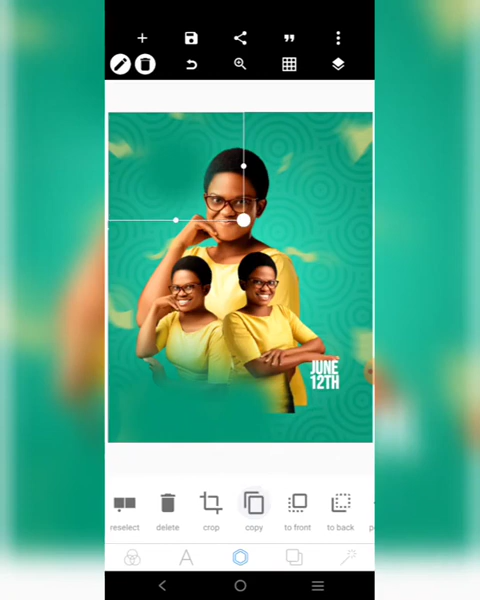 JUNE
12TH
reselect
delete
crop
copy
to front
to back